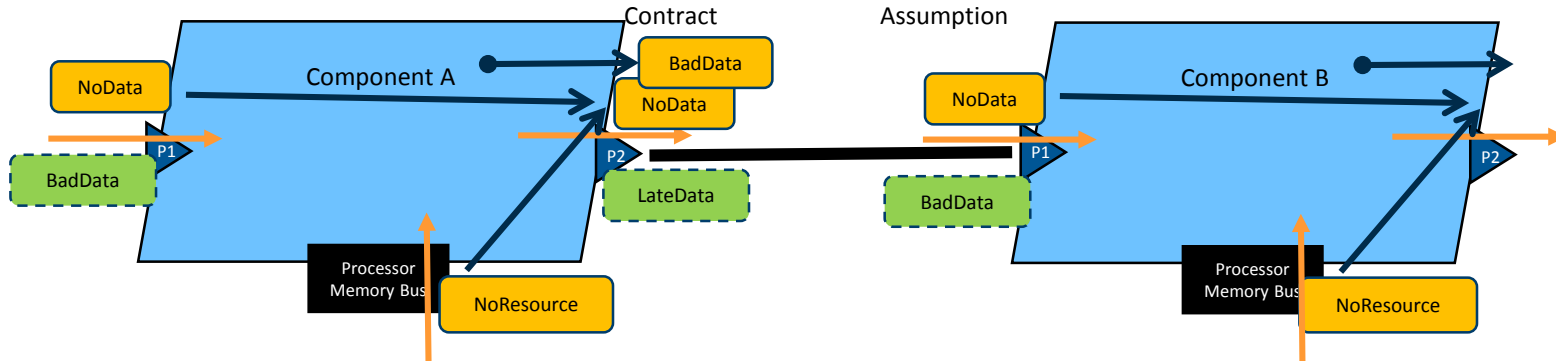 Contract
Assumption
Component A
BadData
NoData
NoData
P1
BadData
P2
LateData
Processor
Memory Bus
NoResource
Component B
NoData
P1
BadData
P2
Processor
Memory Bus
NoResource